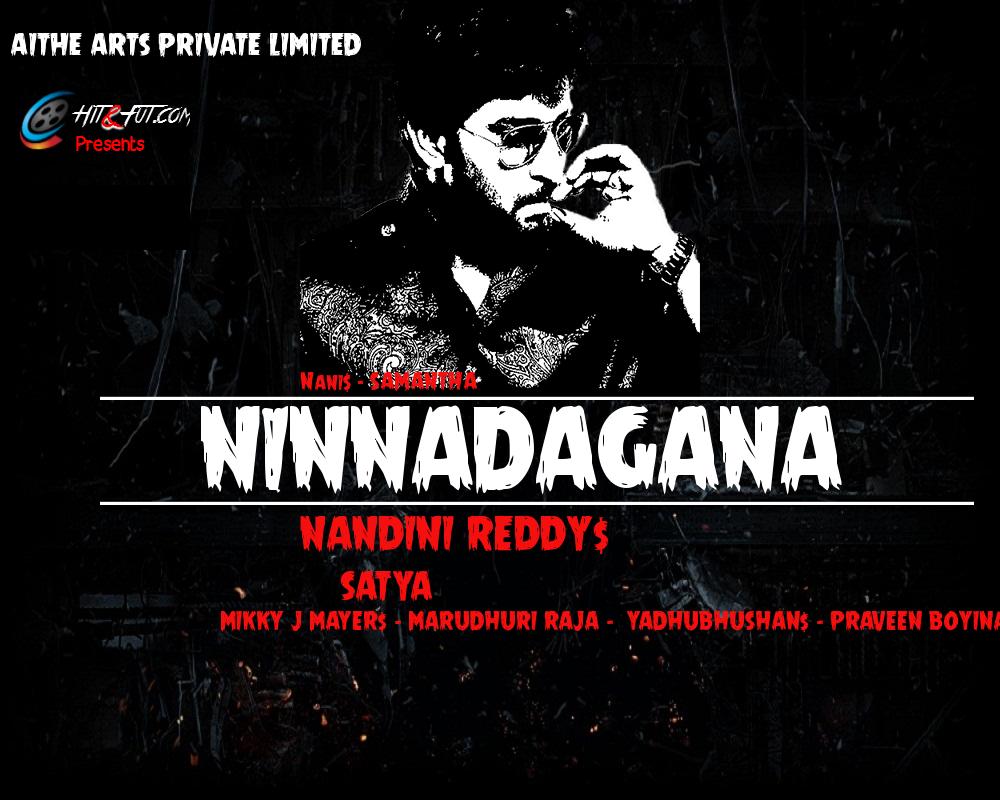 AITHE ARTS PRIVATE LIMITED
HIT&FUT.COM
Presents
NANI$ - SAMANTHA
NINNADAGANA
NANDINI REDDY$
SATYA
MIKKY J MAYER$ - MARUDHURI RAJA - YADHUBHUSHAN$ - PRAVEEN BOYINA